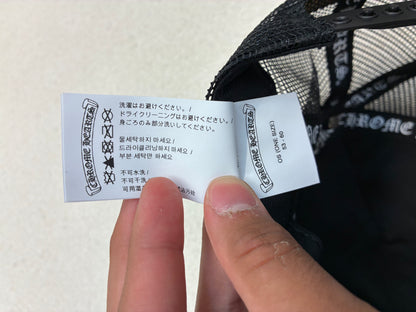 CHROME HEARTS
洗濯はお避けください。/
ドライクリーニングはお避けください。/
身ごろのみ部分洗いしてください。
물세탁하지 마세요 /
드라이클리닝하지 마세요 /
부분 세탁만 하세요
不可水洗 /
不可干洗 /
可用温
CHROME HEARTS
OS (ONE SIZE)
53 - 60
CHROME